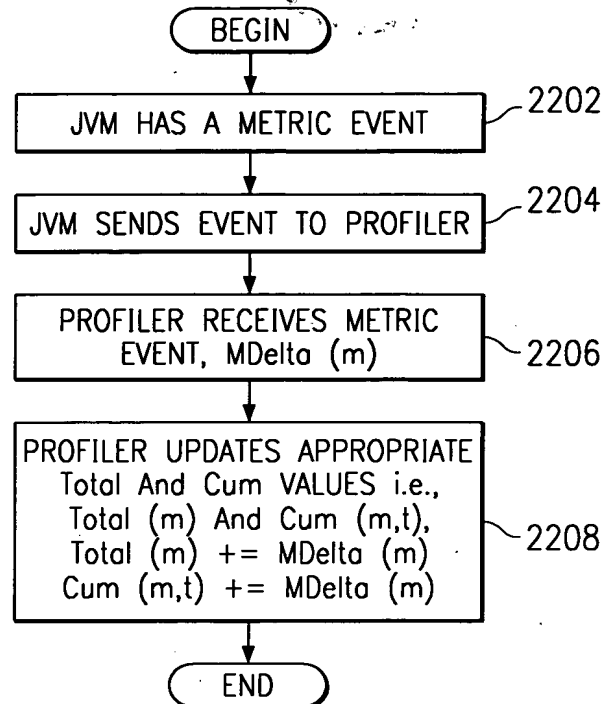 BEGIN
JVM HAS A METRIC EVENT
2202
JVM SENDS EVENT TO PROFILER
2204
PROFILER RECEIVES METRIC
EVENT, MDelta (m)
2206
PROFILER UPDATES APPROPRIATE
Total And Cum VALUES i.e.,
Total (m) And Cum (m,t),
Total (m) += MDelta (m)
Cum (m,t) += MDelta (m)
2208
END